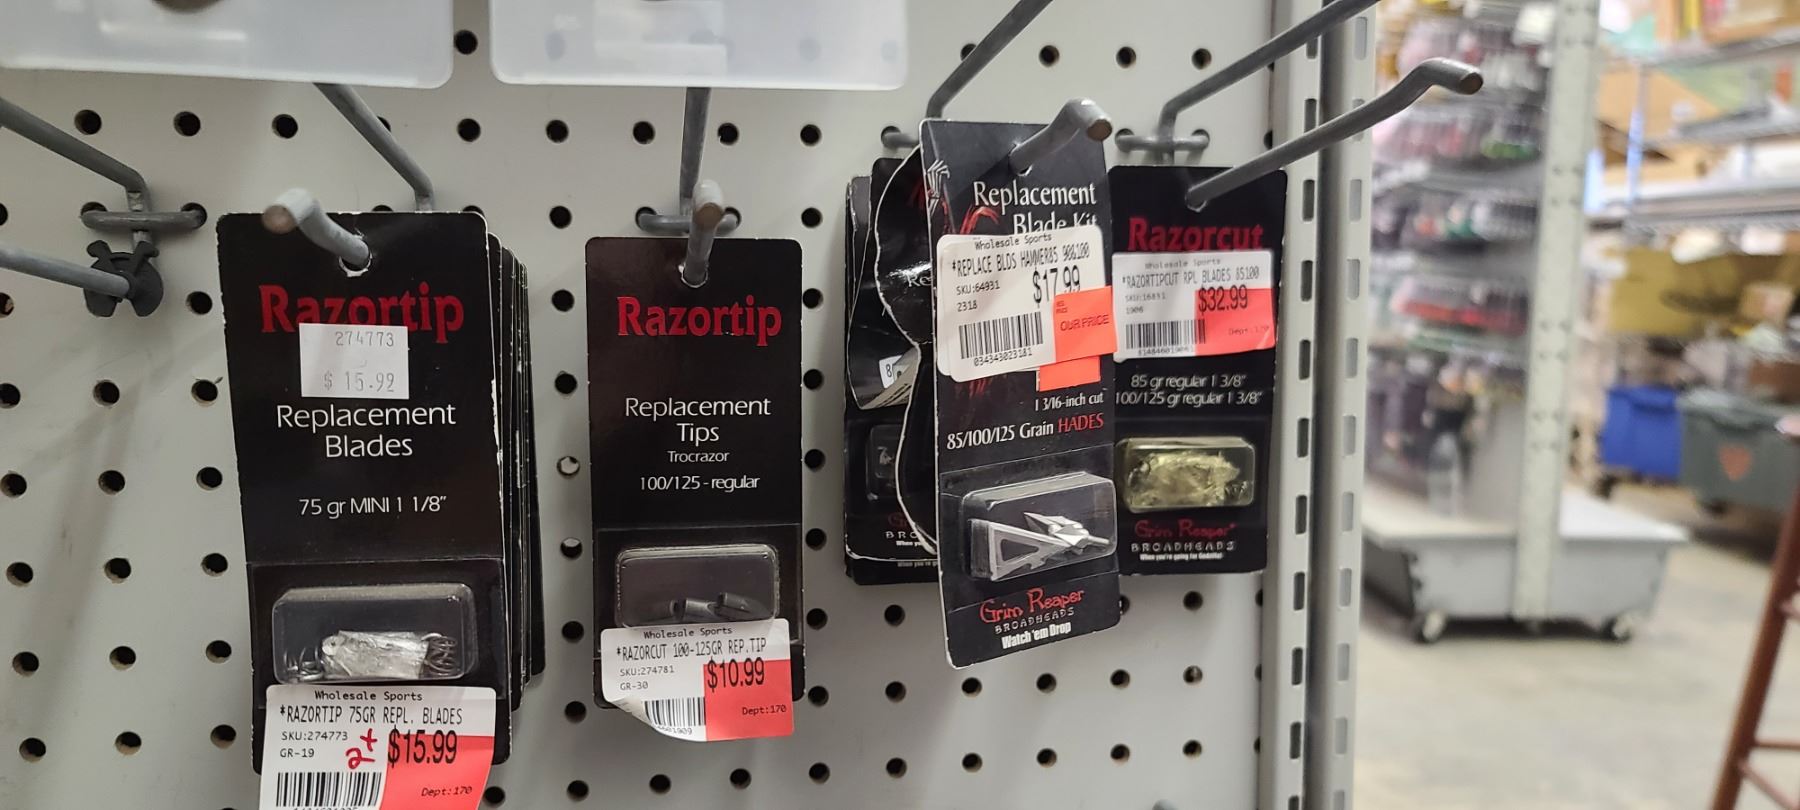 Razortip
274773
$ 15.92
Replacement
Blades
75 gr MINI 1 1/8"
Wholesale Sports
*RAZORTIP 75GR REPL. BLADES
SKU:274773
GR-19
2+
$15.99
Dept:170
Razortip
Replacement
Tips
Trocrazor
100/125 - regular
Wholesale Sports
*RAZORCUT 100-125GR REP.TIP
SKU:274781
GR-30
$10.99
Dept:170
Replacement
Blade Kit
Wholesale Sports
*REPLACE BLDS HAMMER85 90&100
SKU:64931
2318
$17.99
OUR PRICE
034343023181
1 3/16-inch cut
85/100/125 Grain HADES
Grim Reaper
BROADHEADS
Watch 'em Drop
Razorcut
Wholesale Sports
*RAZORTIPCUT RPL BLADES 85100
SKU:16831
1906
$32.99
85 gr regular 1 3/8"
100/125 gr regular 1 3/8"
Grim Reaper
BROADHEADS